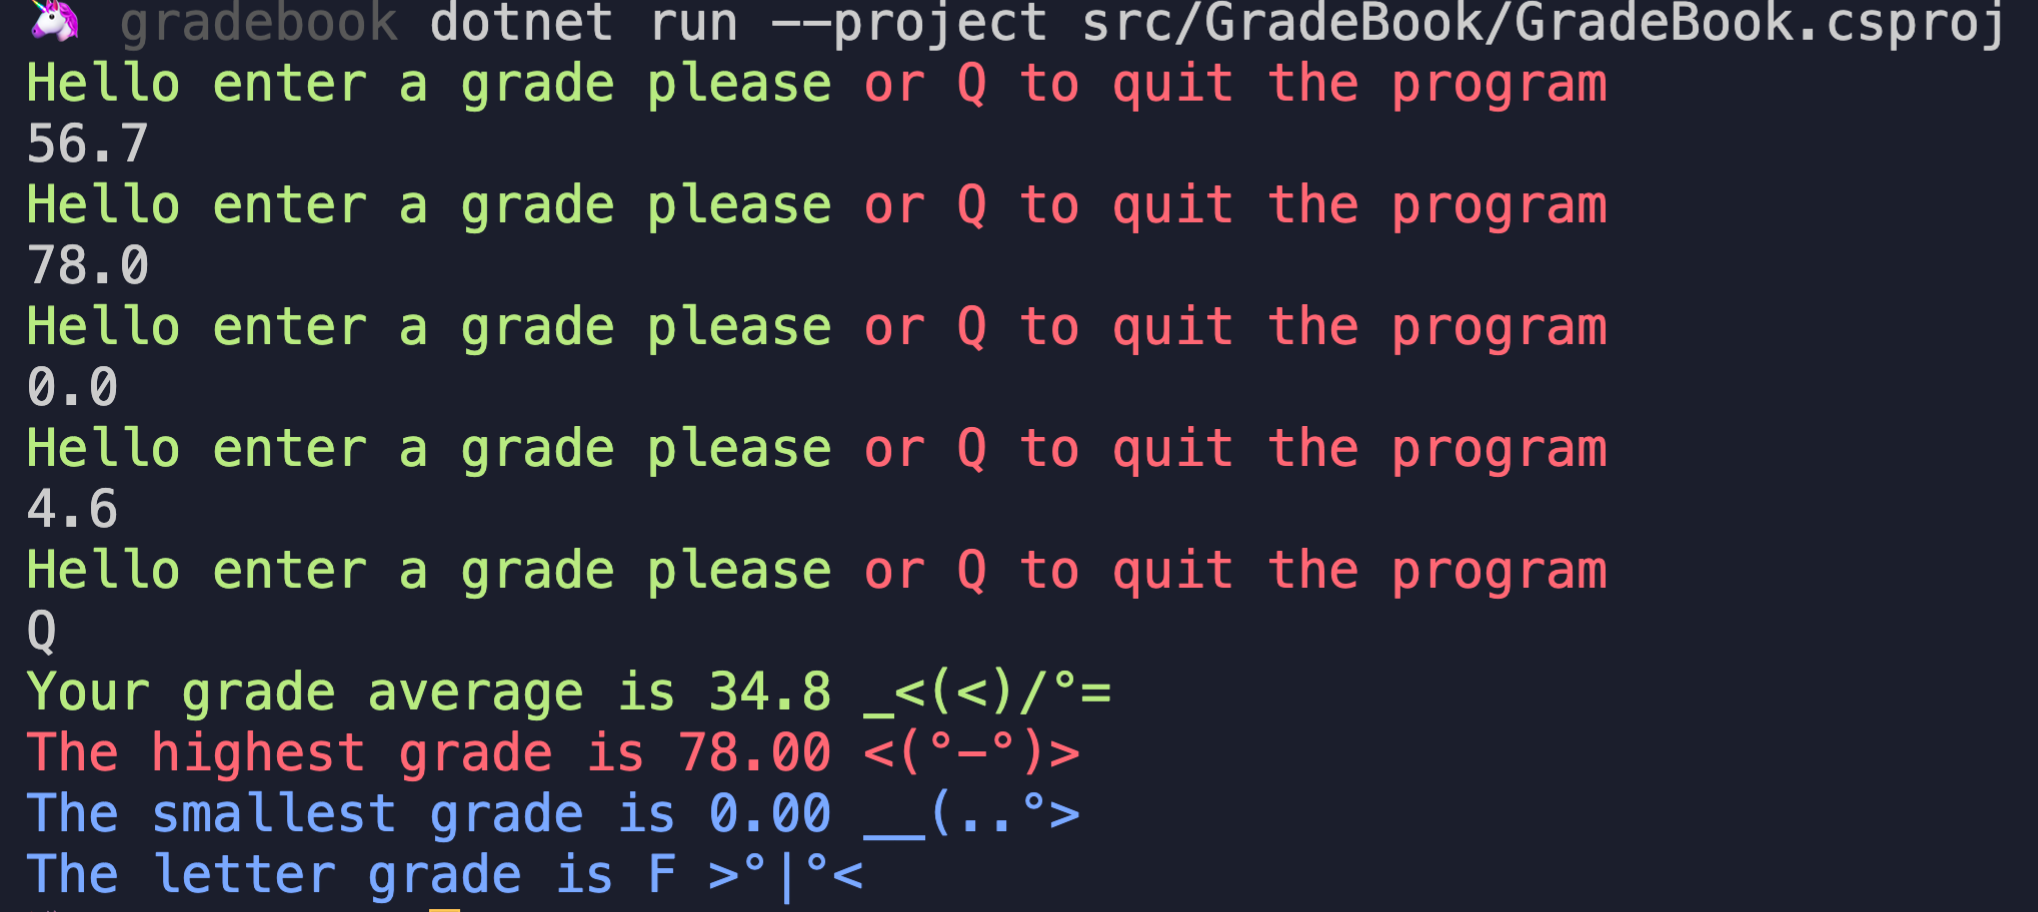 gradebook dotnet run --project src/GradeBook/GradeBook.csproj
Hello enter a grade please or Q to quit the program
56.7
Hello enter a grade please or Q to quit the program
78.0
Hello enter a grade please or Q to quit the program
0.0
Hello enter a grade please or Q to quit the program
4.6
Hello enter a grade please or Q to quit the program
Q
Your grade average is 34.8 _<(<)/°=
The highest grade is 78.00 <(°-°)>
The smallest grade is 0.00 __(..°>
The letter grade is F >°|°<